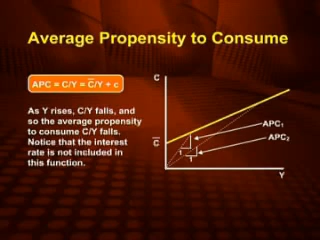 Average Propensity to Consume
APC = C/Y = C̅/Y + c
As Y rises, C/Y falls, and
so the average propensity
to consume C/Y falls.
Notice that the interest
rate is not included in
this function.
C
C̅
APC₁
APC₂
1
1
Y